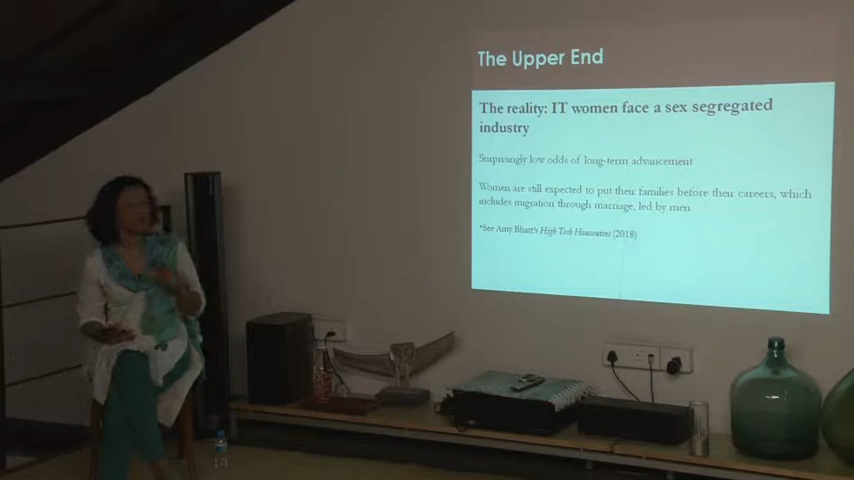 The Upper End
The reality: IT women face a sex segregated
industry
Surprisingly low odds of long-term advancement
Women are still expected to put their families before their careers, which
includes migration through marriage, led by men
*See Amy Bhatt's High Tech Housewives (2018)